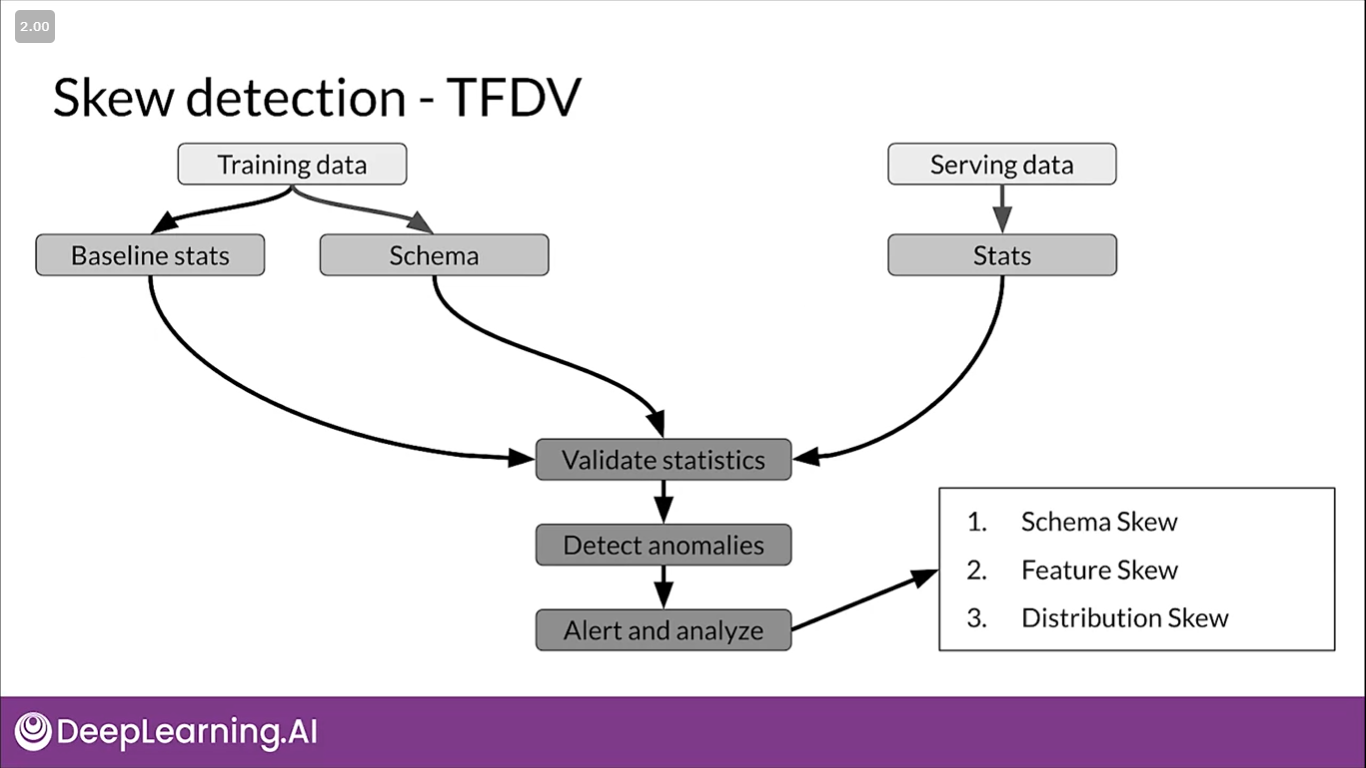 2.00
Skew detection - TFDV
Training data
Serving data
Baseline stats
Schema
Stats
Validate statistics
Detect anomalies
Alert and analyze
1. Schema Skew
2. Feature Skew
3. Distribution Skew
DeepLearning.AI